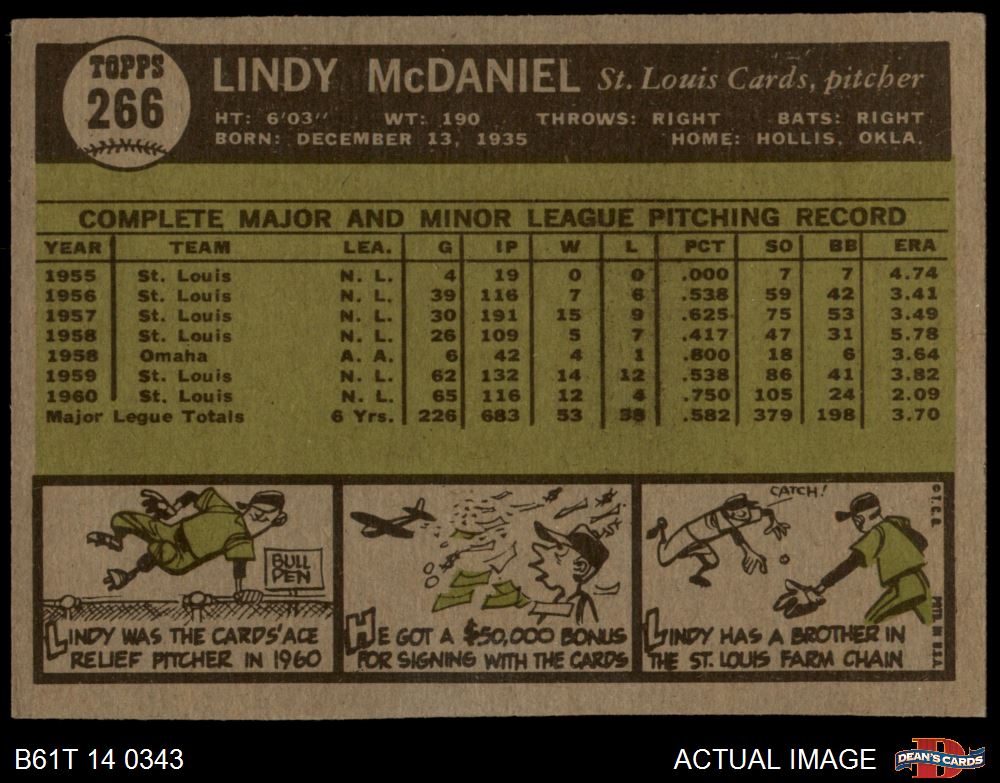 TOPPS
266
LINDY McDANIEL St. Louis Cards, pitcher
HT: 6'03" WT: 190 THROWS: RIGHT BATS: RIGHT
BORN: DECEMBER 13, 1935 HOME: HOLLIS, OKLA.
COMPLETE MAJOR AND MINOR LEAGUE PITCHING RECORD
YEAR TEAM LEA. G IP W L PCT SO BB ERA
1955 St. Louis N. L. 4 19 0 0 .000 7 7 4.74
1956 St. Louis N. L. 39 116 7 6 .538 59 42 3.41
1957 St. Louis N. L. 30 191 15 9 .625 75 53 3.49
1958 St. Louis N. L. 26 109 5 7 .417 47 31 5.78
1958 Omaha A. A. 6 42 4 1 .800 18 6 3.64
1959 St. Louis N. L. 62 132 14 12 .538 86 41 3.82
1960 St. Louis N. L. 65 116 12 4 .750 105 24 2.09
Major Legue Totals 6 Yrs. 226 683 53 38 .582 379 198 3.70
BULL
PEN
LINDY WAS THE CARDS' ACE
RELIEF PITCHER IN 1960
HE GOT A $50,000 BONUS
FOR SIGNING WITH THE CARDS
CATCH!
LINDY HAS A BROTHER IN
THE ST. LOUIS FARM CHAIN
© T. C. G.
PTD. IN U.S.A.
B61T 14 0343
ACTUAL IMAGE
DEAN'S CARDS